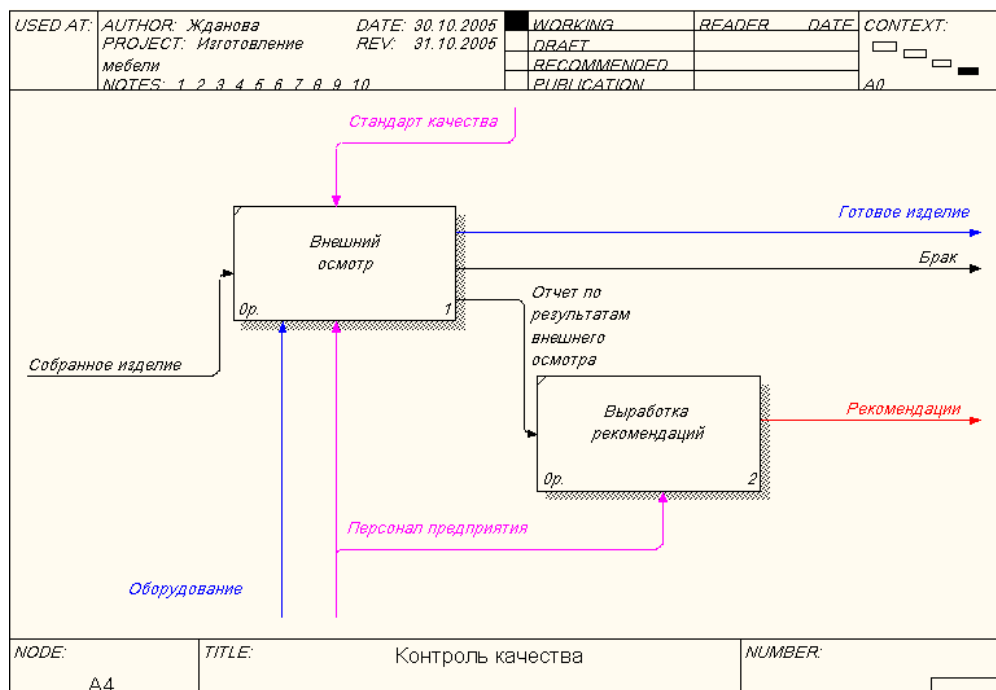 USED AT:
AUTHOR: Жданова
DATE: 30.10.2005
PROJECT: Изготовление
REV: 31.10.2005
мебели
NOTES: 1 2 3 4 5 6 7 8 9 10
WORKING
DRAFT
RECOMMENDED
PUBLICATION
READER DATE
CONTEXT:
A0
Стандарт качества
Готовое изделие
Внешний
осмотр
Брак
0р.
1
Отчет по
результатам
внешнего
осмотра
Собранное изделие
Рекомендации
Выработка
рекомендаций
0р.
2
Персонал предприятия
Оборудование
NODE:
A4
TITLE:
Контроль качества
NUMBER: